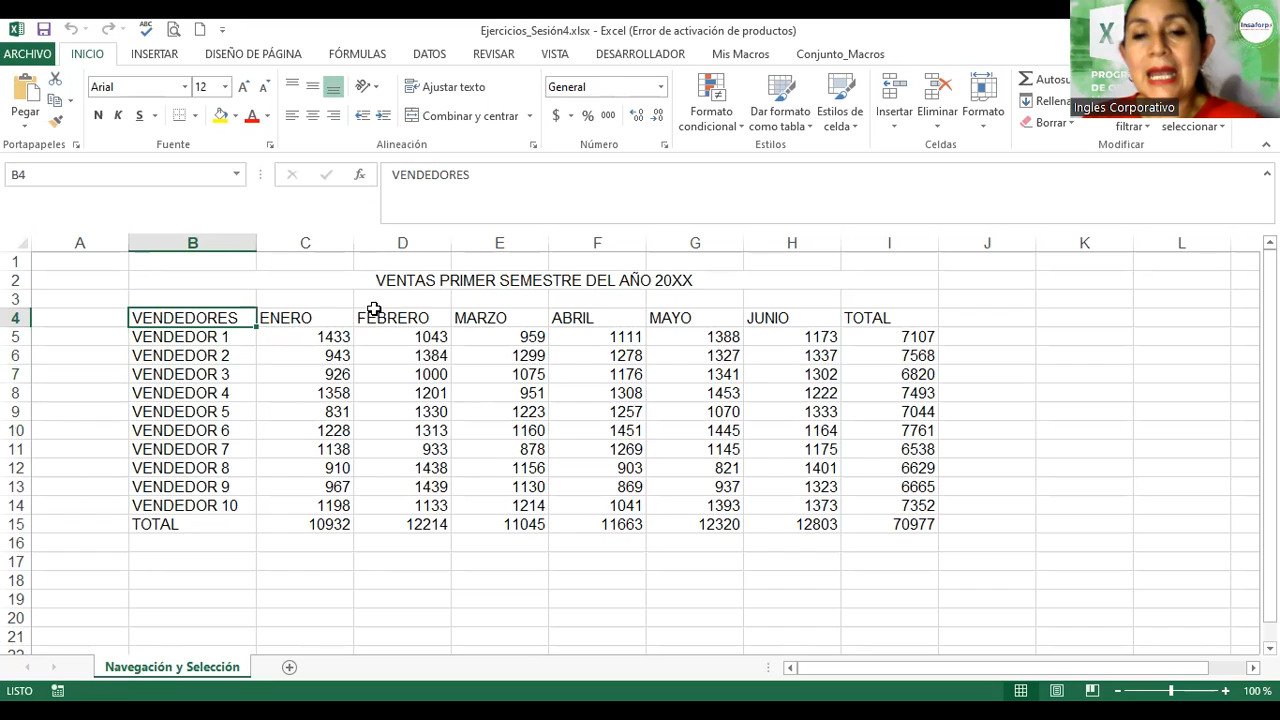 Ejercicios_Sesión4.xlsx - Excel (Error de activación de productos)
ARCHIVO INICIO INSERTAR DISEÑO DE PÁGINA FÓRMULAS DATOS REVISAR VISTA DESARROLLADOR Mis Macros Conjunto_Macros
Insaforp
PROGR
DE C
Ingles Corporativo
Pegar
Arial 12
N K S
Ajustar texto
Combinar y centrar
General
$ % 000
Formato condicional
Dar formato como tabla
Estilos de celda
Insertar Eliminar Formato
Autosu
Rellena
Borrar
filtrar seleccionar
Portapapeles Fuente Alineación Número Estilos Celdas Modificar
B4 fx VENDEDORES
A B C D E F G H I J K L
1
2 VENTAS PRIMER SEMESTRE DEL AÑO 20XX
3
4 VENDEDORES ENERO FEBRERO MARZO ABRIL MAYO JUNIO TOTAL
5 VENDEDOR 1 1433 1043 959 1111 1388 1173 7107
6 VENDEDOR 2 943 1384 1299 1278 1327 1337 7568
7 VENDEDOR 3 926 1000 1075 1176 1341 1302 6820
8 VENDEDOR 4 1358 1201 951 1308 1453 1222 7493
9 VENDEDOR 5 831 1330 1223 1257 1070 1333 7044
10 VENDEDOR 6 1228 1313 1160 1451 1445 1164 7761
11 VENDEDOR 7 1138 933 878 1269 1145 1175 6538
12 VENDEDOR 8 910 1438 1156 903 821 1401 6629
13 VENDEDOR 9 967 1439 1130 869 937 1323 6665
14 VENDEDOR 10 1198 1133 1214 1041 1393 1373 7352
15 TOTAL 10932 12214 11045 11663 12320 12803 70977
16
17
18
19
20
21
Navegación y Selección
LISTO 100 %